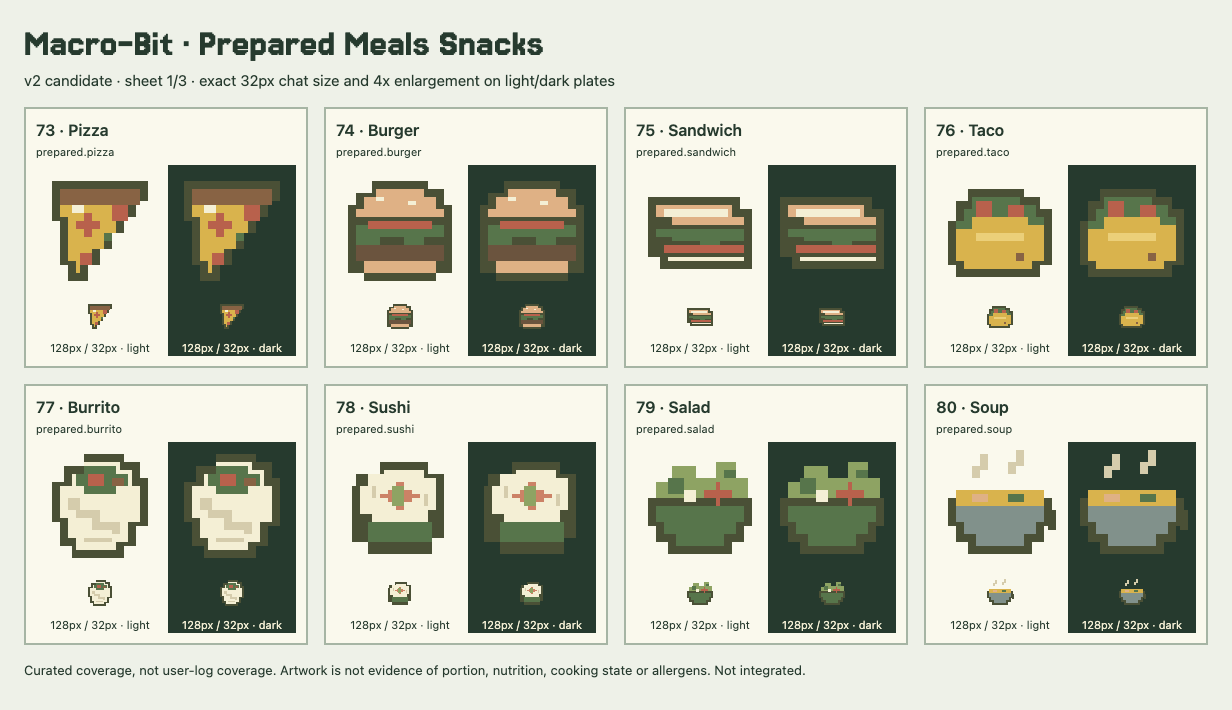 Macro-Bit · Prepared Meals Snacks
v2 candidate · sheet 1/3 · exact 32px chat size and 4x enlargement on light/dark plates
73 · Pizza
prepared.pizza
128px / 32px · light
128px / 32px · dark
74 · Burger
prepared.burger
128px / 32px · light
128px / 32px · dark
75 · Sandwich
prepared.sandwich
128px / 32px · light
128px / 32px · dark
76 · Taco
prepared.taco
128px / 32px · light
128px / 32px · dark
77 · Burrito
prepared.burrito
128px / 32px · light
128px / 32px · dark
78 · Sushi
prepared.sushi
128px / 32px · light
128px / 32px · dark
79 · Salad
prepared.salad
128px / 32px · light
128px / 32px · dark
80 · Soup
prepared.soup
128px / 32px · light
128px / 32px · dark
Curated coverage, not user-log coverage. Artwork is not evidence of portion, nutrition, cooking state or allergens. Not integrated.